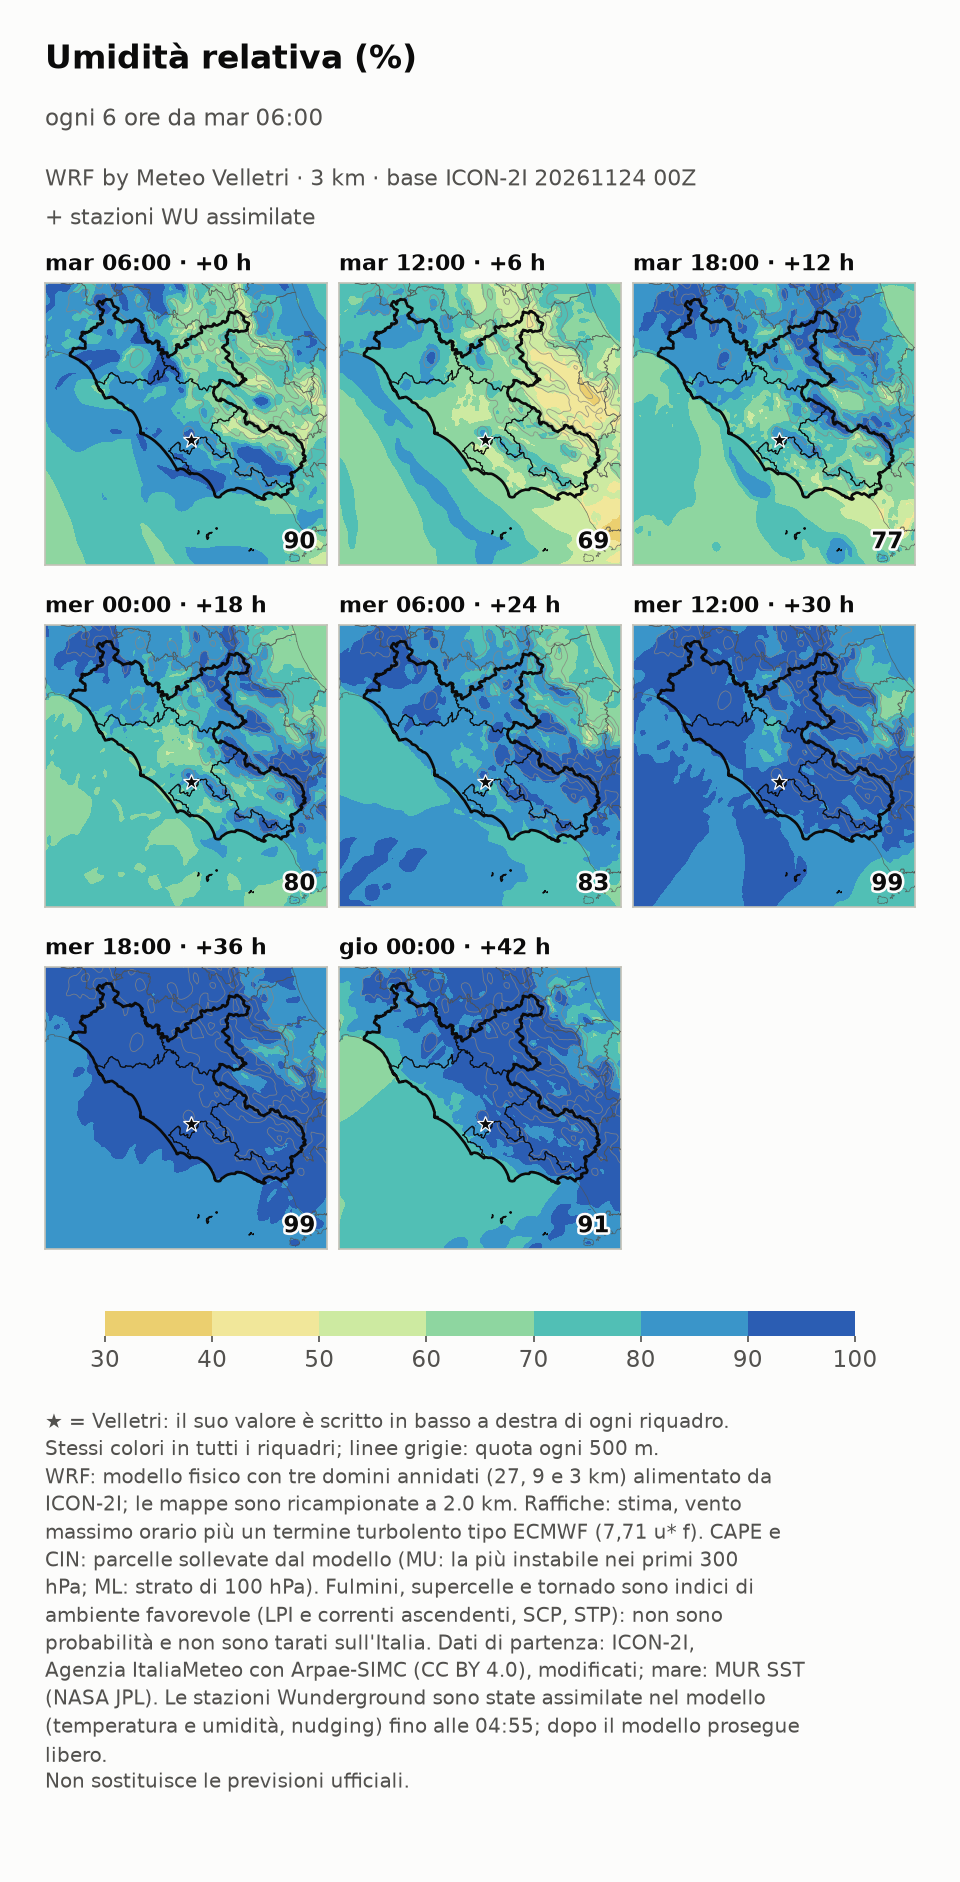 Umidità relativa (%)
ogni 6 ore da mar 06:00
WRF by Meteo Velletri · 3 km · base ICON-2I 20261124 00Z
+ stazioni WU assimilate
mar 06:00 · +0 h
mar 12:00 · +6 h
mar 18:00 · +12 h
90
69
77
mer 00:00 · +18 h
mer 06:00 · +24 h
mer 12:00 · +30 h
80
83
99
mer 18:00 · +36 h
gio 00:00 · +42 h
99
91
30 40 50 60 70 80 90 100
★ = Velletri: il suo valore è scritto in basso a destra di ogni riquadro.
Stessi colori in tutti i riquadri; linee grigie: quota ogni 500 m.
WRF: modello fisico con tre domini annidati (27, 9 e 3 km) alimentato da
ICON-2I; le mappe sono ricampionate a 2.0 km. Raffiche: stima, vento
massimo orario più un termine turbolento tipo ECMWF (7,71 u* f). CAPE e
CIN: parcelle sollevate dal modello (MU: la più instabile nei primi 300
hPa; ML: strato di 100 hPa). Fulmini, supercelle e tornado sono indici di
ambiente favorevole (LPI e correnti ascendenti, SCP, STP): non sono
probabilità e non sono tarati sull'Italia. Dati di partenza: ICON-2I,
Agenzia ItaliaMeteo con Arpae-SIMC (CC BY 4.0), modificati; mare: MUR SST
(NASA JPL). Le stazioni Wunderground sono state assimilate nel modello
(temperatura e umidità, nudging) fino alle 04:55; dopo il modello prosegue
libero.
Non sostituisce le previsioni ufficiali.